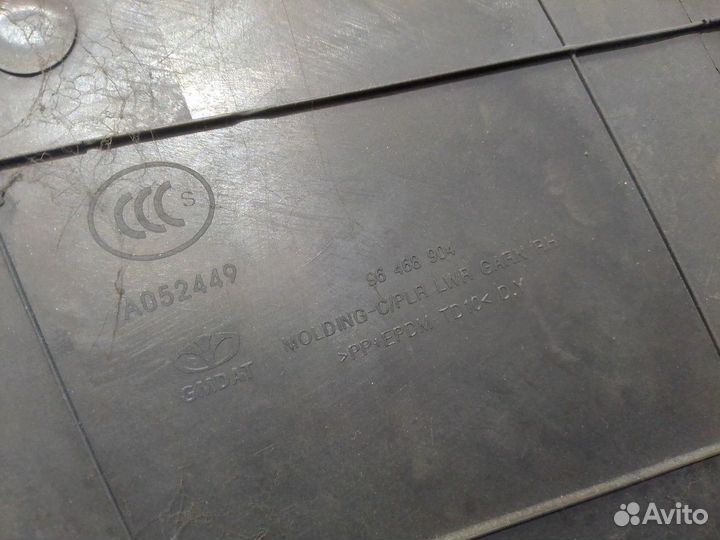 CCC S
A052449
GMDAT
96 468 904
MOLDING-C/PLR LWR GARN RH
>PP+EPDM TD10< D.Y
Avito